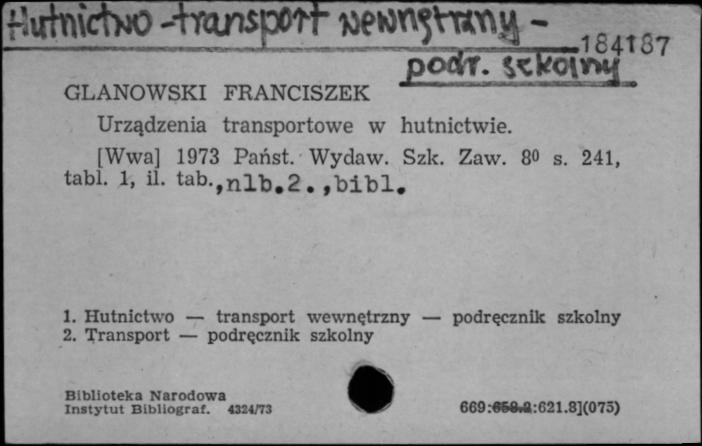 Hutnictwo - transport wewnętrzny -
184187
podr. szkolny
GLANOWSKI FRANCISZEK
Urządzenia transportowe w hutnictwie.
[Wwa] 1973 Państ. Wydaw. Szk. Zaw. 8⁰ s. 241,
tabl. 1, il. tab.,nlb.2.,bibl.
1. Hutnictwo — transport wewnętrzny — podręcznik szkolny
2. Transport — podręcznik szkolny
Biblioteka Narodowa
Instytut Bibliograf. 4324/73
669:658.2:621.8](075)